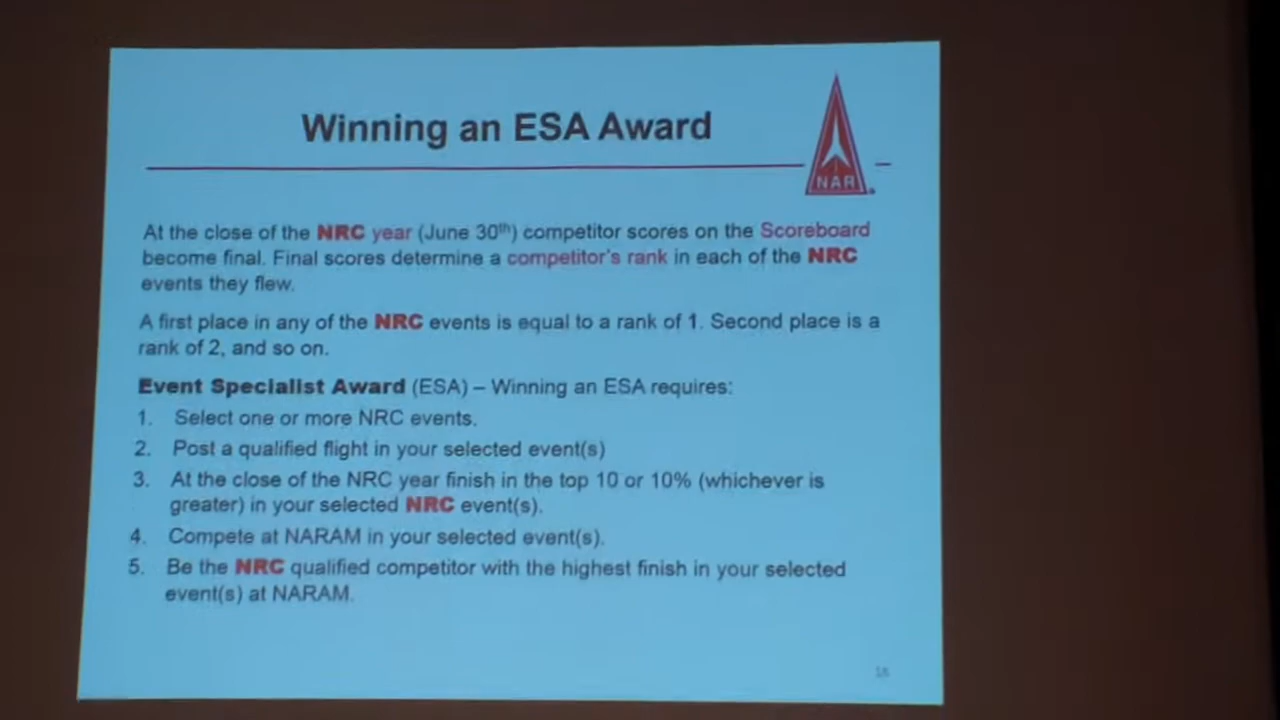 Winning an ESA Award
NAR
At the close of the NRC year (June 30th) competitor scores on the Scoreboard
become final. Final scores determine a competitor's rank in each of the NRC
events they flew.
A first place in any of the NRC events is equal to a rank of 1. Second place is a
rank of 2, and so on.
Event Specialist Award (ESA) – Winning an ESA requires:
1. Select one or more NRC events.
2. Post a qualified flight in your selected event(s)
3. At the close of the NRC year finish in the top 10 or 10% (whichever is
greater) in your selected NRC event(s).
4. Compete at NARAM in your selected event(s).
5. Be the NRC qualified competitor with the highest finish in your selected
event(s) at NARAM.